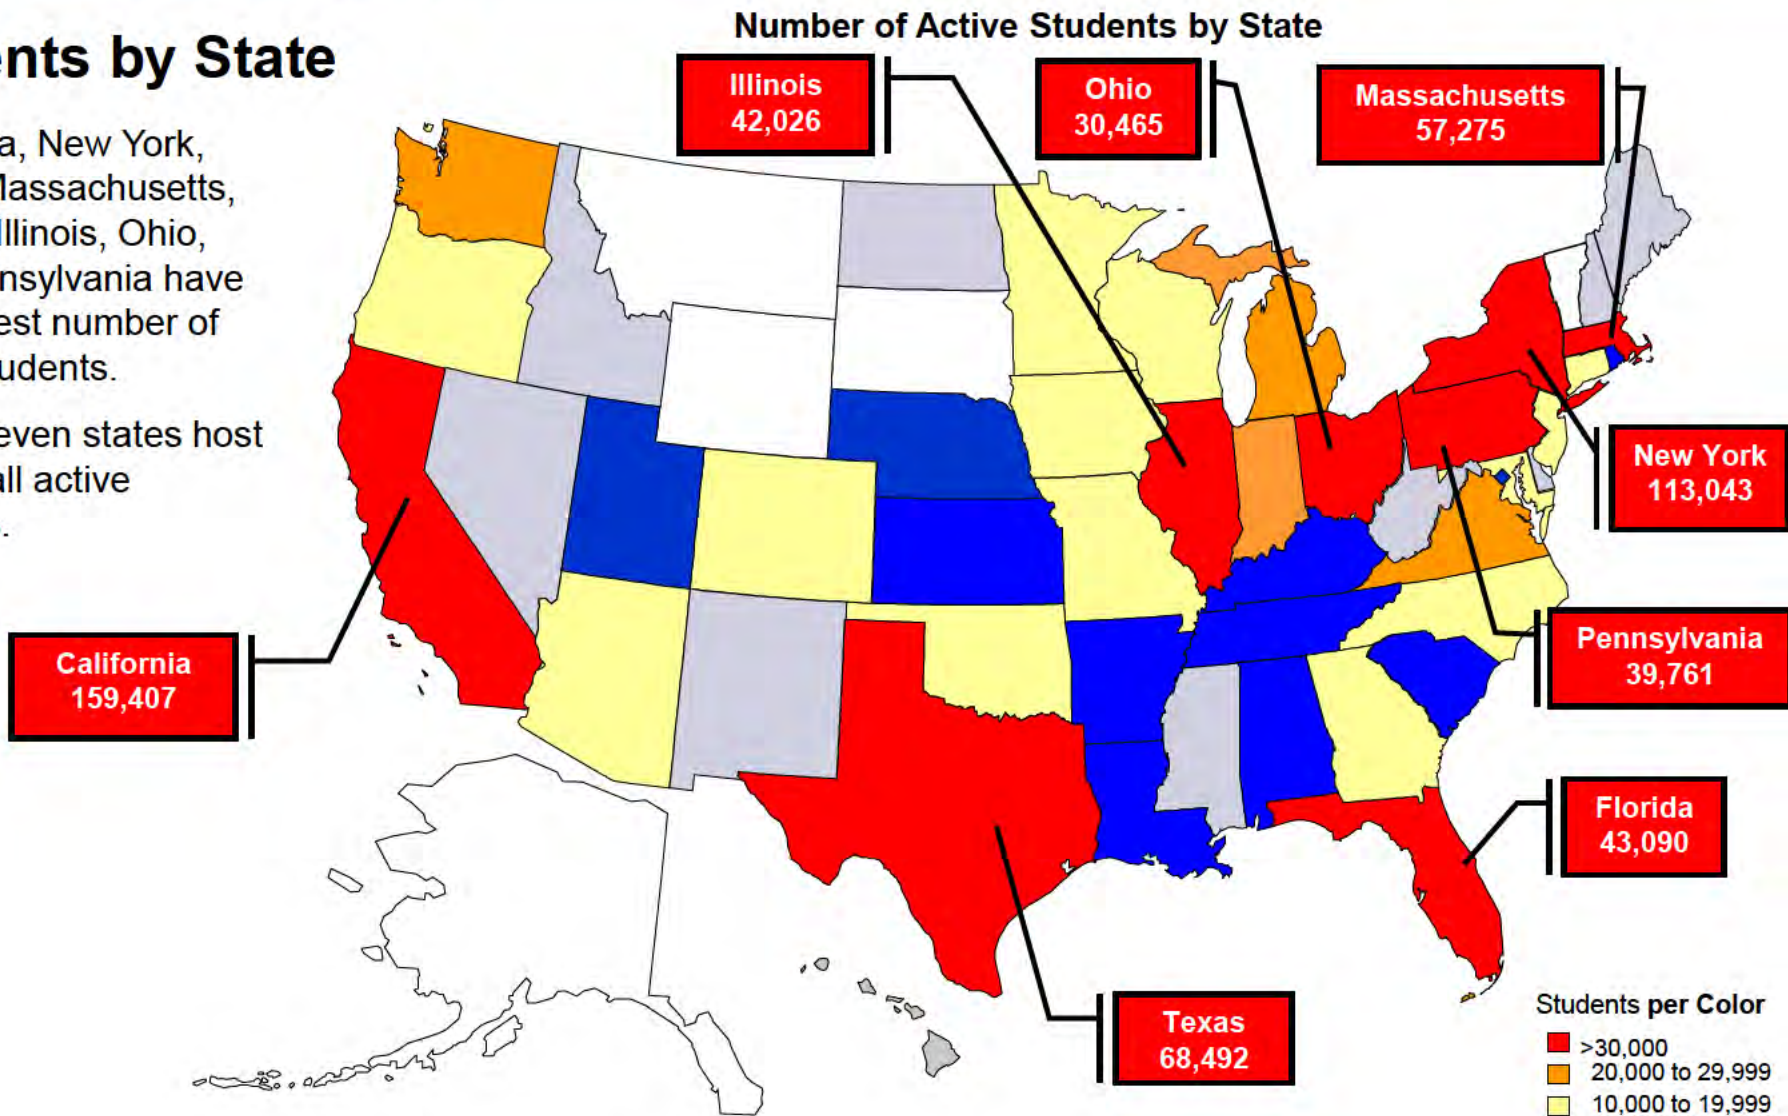 ents by State
a, New York,
Massachusetts,
Illinois, Ohio,
nsylvania have
est number of
udents.
even states host
all active
.
Number of Active Students by State
Illinois
42,026
Ohio
30,465
Massachusetts
57,275
New York
113,043
Pennsylvania
39,761
California
159,407
Florida
43,090
Texas
68,492
Students per Color
>30,000
20,000 to 29,999
10,000 to 19,999